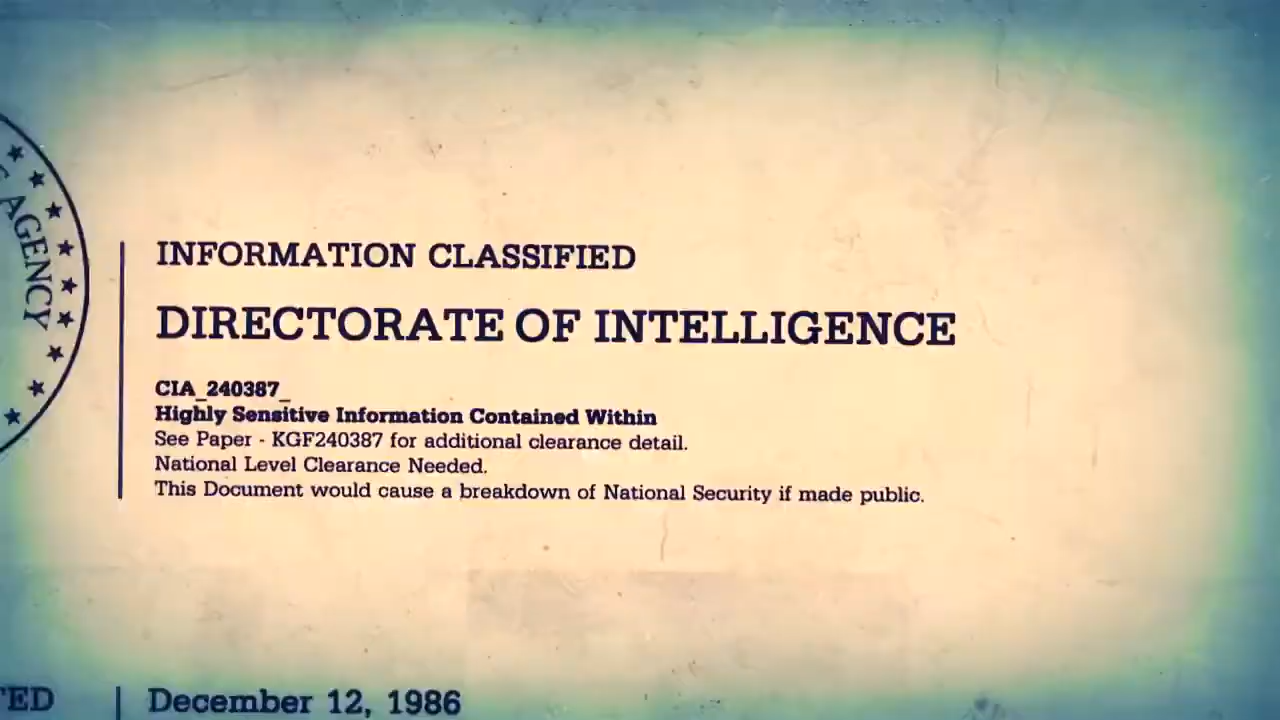 AGENCY
INFORMATION CLASSIFIED
DIRECTORATE OF INTELLIGENCE
CIA_240387_
Highly Sensitive Information Contained Within
See Paper - KGF240387 for additional clearance detail.
National Level Clearance Needed.
This Document would cause a breakdown of National Security if made public.
December 12, 1986